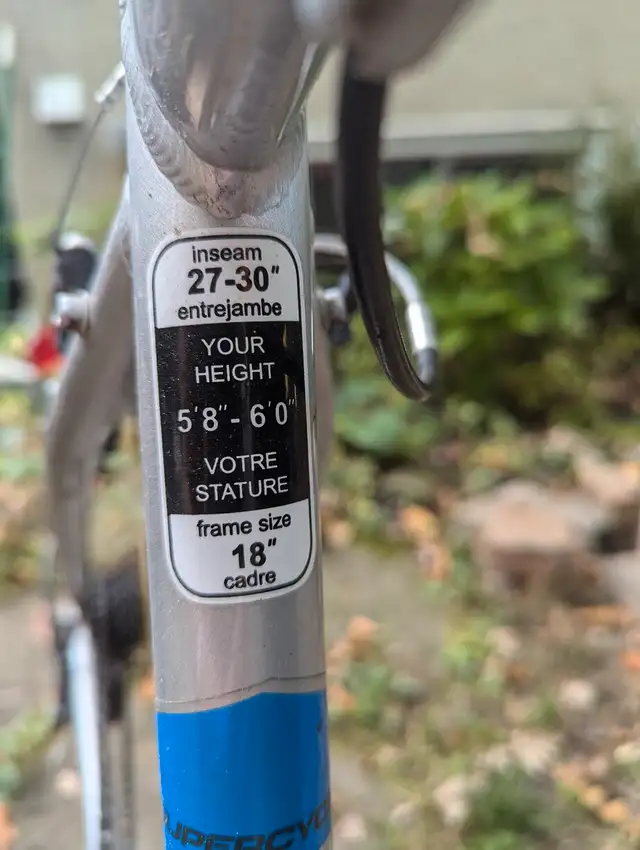 inseam
27-30"
entrejambe
YOUR
HEIGHT
5'8"- 6'0"
VOTRE
STATURE
frame size
18"
cadre